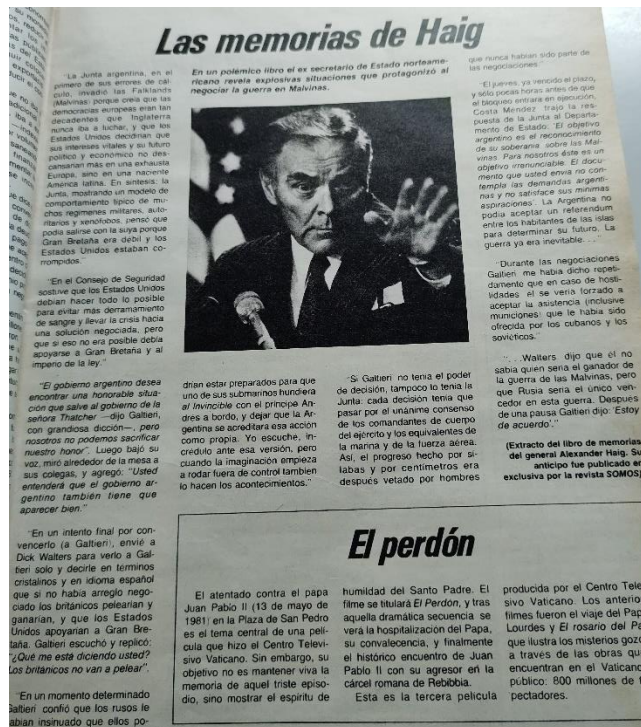 Las memorias de Haig
En un polémico libro el ex secretario de Estado norteame-
ricano revela explosivas situaciones que protagonizó al
negociar la guerra en Malvinas.
"La Junta argentina, en el
primero de sus errores de cál-
culo, invadió las Falklands
(Malvinas) porque creía que las
democracias europeas eran tan
decadentes que Inglaterra
nunca iba a luchar, y que los
Estados Unidos decidirían que
sus intereses vitales y su futuro
político y económico no des-
cansarían más en una exhausta
Europa, sino en una naciente
América latina. En síntesis: la
Junta, mostrando un modelo de
comportamiento típico de mu-
chos regímenes militares, auto-
ritarios y xenófobos, pensó que
podía salirse con la suya porque
Gran Bretaña era débil y los
Estados Unidos estaban co-
rrompidos."
"En el Consejo de Seguridad
sostuve que los Estados Unidos
debían hacer todo lo posible
para evitar más derramamiento
de sangre y llevar la crisis hacia
una solución negociada, pero
que si eso no era posible debía
apoyarse a Gran Bretaña y al
imperio de la ley."
"El gobierno argentino desea
encontrar una honorable situa-
ción que salve al gobierno de la
señora Thatcher —dijo Galtieri,
con grandiosa dicción—, pero
nosotros no podemos sacrificar
nuestro honor". Luego bajó su
voz, miró alrededor de la mesa a
sus colegas, y agregó: "Usted
entenderá que el gobierno ar-
gentino también tiene que
aparecer bien."
"En un intento final por con-
vencerlo (a Galtieri), envié a
Dick Walters para verlo a Gal-
tieri solo y decirle en términos
cristalinos y en idioma español
que si no había arreglo nego-
ciado los británicos pelearían y
ganarían, y que los Estados
Unidos apoyarían a Gran Bre-
taña. Galtieri escuchó y replicó:
"¿Qué me está diciendo usted?
Los británicos no van a pelear".
"En un momento determinado
Galtieri confió que los rusos le
habían insinuado que ellos po-
drían estar preparados para que
uno de sus submarinos hundiera
al Invincible con el príncipe An-
drés a bordo, y dejar que la Ar-
gentina se acreditara esa acción
como propia. Yo escuché, in-
crédulo ante esa versión, pero
cuando la imaginación empieza
a rodar fuera de control también
lo hacen los acontecimientos."
"Si Galtieri no tenía el poder
de decisión, tampoco lo tenía la
Junta: cada decisión tenía que
pasar por el unánime consenso
de los comandantes de cuerpo
del ejército y los equivalentes de
la marina y de la fuerza aérea.
Así, el progreso hecho por sí-
labas y por centímetros era
después vetado por hombres
que nunca habían sido parte de
las negociaciones."
"El jueves, ya vencido el plazo,
y sólo pocas horas antes de que
el bloqueo entrara en ejecución,
Costa Méndez trajo la res-
puesta de la Junta al Departa-
mento de Estado: 'El objetivo
argentino es el reconocimiento
de su soberanía sobre las Mal-
vinas. Para nosotros éste es un
objetivo irrenunciable. El docu-
mento que usted envía no con-
templa las demandas argenti-
nas y no satisface sus mínimas
aspiraciones'. La Argentina no
podía aceptar un referendum
entre los habitantes de las islas
para determinar su futuro. La
guerra ya era inevitable. . ."
"Durante las negociaciones
Galtieri me había dicho repeti-
damente que en caso de hosti-
lidades él se vería forzado a
aceptar la asistencia (inclusive
municiones) que le había sido
ofrecida por los cubanos y los
soviéticos."
". . .Walters dijo que él no
sabía quién sería el ganador de
la guerra de las Malvinas, pero
que Rusia sería el único ven-
cedor en esta guerra. Después
de una pausa Galtieri dijo: 'Estoy
de acuerdo'."
(Extracto del libro de memorias
del general Alexander Haig. Su
anticipo fue publicado en
exclusiva por la revista SOMOS)
El perdón
El atentado contra el papa
Juan Pablo II (13 de mayo de
1981) en la Plaza de San Pedro
es el tema central de una pelí-
cula que hizo el Centro Televi-
sivo Vaticano. Sin embargo, su
objetivo no es mantener viva la
memoria de aquel triste episo-
dio, sino mostrar el espíritu de
humildad del Santo Padre. El
filme se titulará El Perdón, y tras
aquella dramática secuencia se
verá la hospitalización del Papa,
su convalecencia, y finalmente
el histórico encuentro de Juan
Pablo II con su agresor en la
cárcel romana de Rebibbia.
Esta es la tercera película
producida por el Centro Tele
sivo Vaticano. Los anterio
filmes fueron el viaje del Pap
Lourdes y El rosario del Pa
que ilustra los misterios gozo
a través de las obras qu
encuentran en el Vaticano
público: 800 millones de
pectadores.